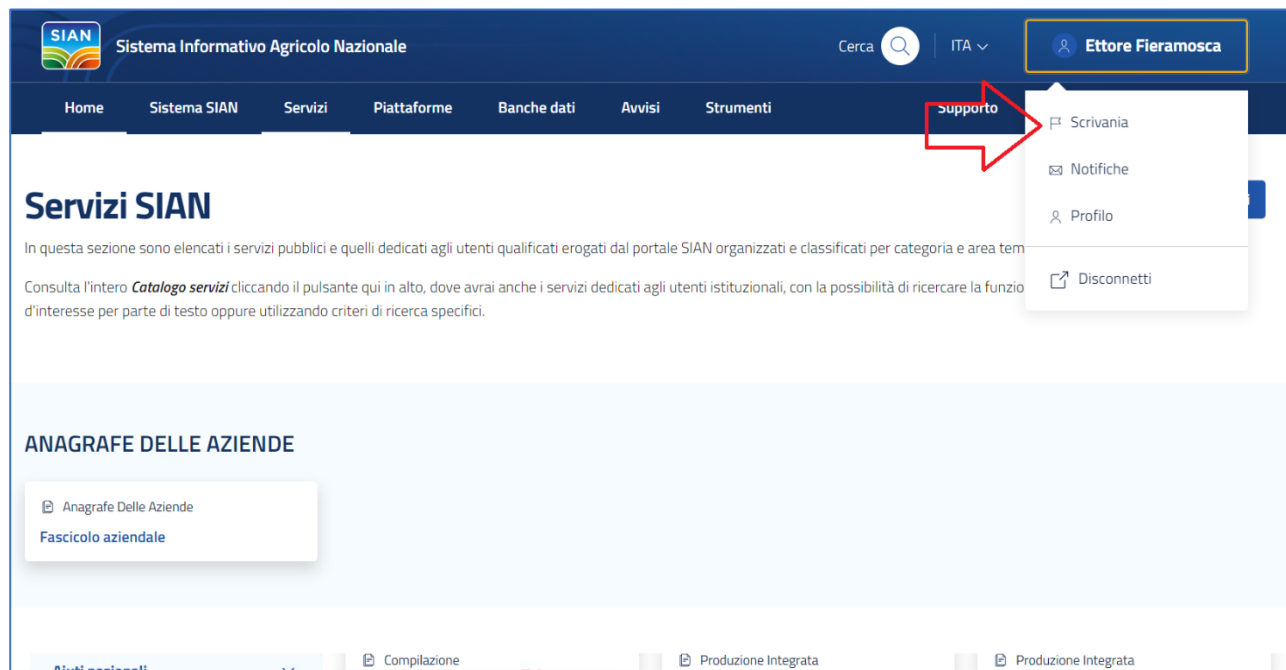 SIAN
Sistema Informativo Agricolo Nazionale
Cerca
ITA
Ettore Fieramosca
Home Sistema SIAN Servizi Piattaforme Banche dati Avvisi Strumenti Supporto
Scrivania
Notifiche
Profilo
Disconnetti
Servizi SIAN
In questa sezione sono elencati i servizi pubblici e quelli dedicati agli utenti qualificati erogati dal portale SIAN organizzati e classificati per categoria e area tem
Consulta l'intero Catalogo servizi cliccando il pulsante qui in alto, dove avrai anche i servizi dedicati agli utenti istituzionali, con la possibilità di ricercare la funzio
d'interesse per parte di testo oppure utilizzando criteri di ricerca specifici.
ANAGRAFE DELLE AZIENDE
Anagrafe Delle Aziende
Fascicolo aziendale
Compilazione
Produzione Integrata
Produzione Integrata